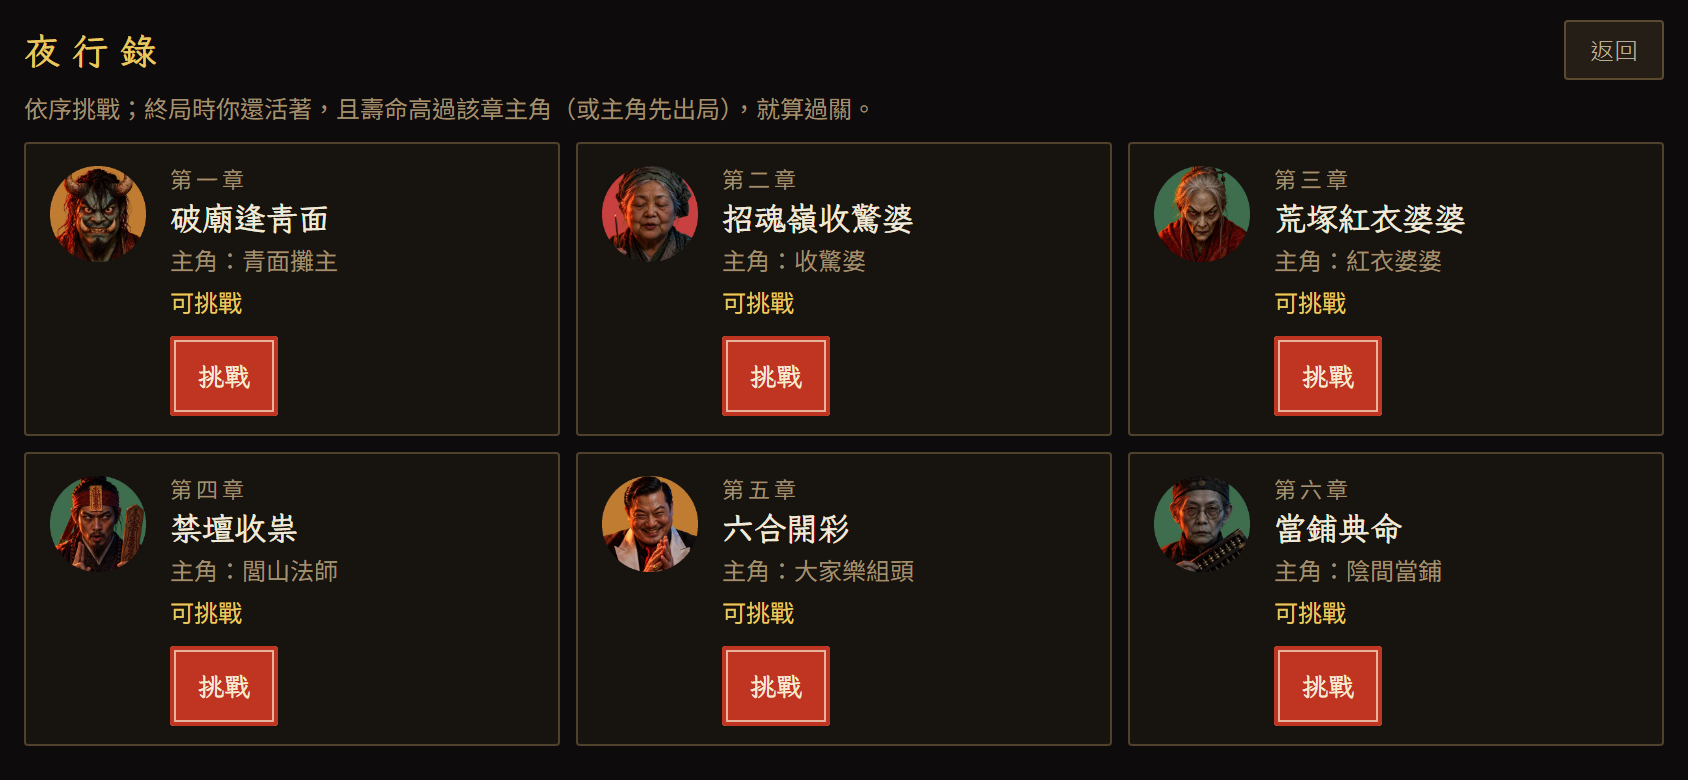 夜行錄
返回
依序挑戰；終局時你還活著，且壽命高過該章主角（或主角先出局），就算過關。
第一章
破廟逢青面
主角：青面攤主
可挑戰
挑戰
第二章
招魂嶺收驚婆
主角：收驚婆
可挑戰
挑戰
第三章
荒塚紅衣婆婆
主角：紅衣婆婆
可挑戰
挑戰
第四章
禁壇收祟
主角：閭山法師
可挑戰
挑戰
第五章
六合開彩
主角：大家樂組頭
可挑戰
挑戰
第六章
當鋪典命
主角：陰間當鋪
可挑戰
挑戰